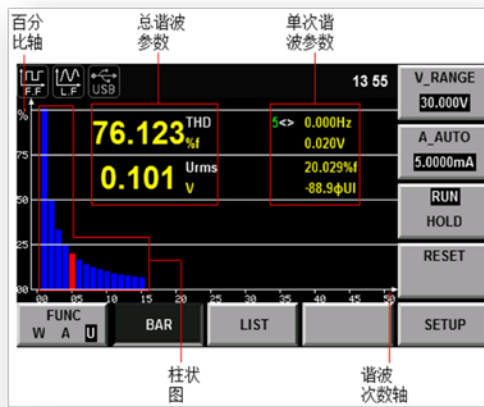 百分
比轴
总谐波
参数
单次谐
波参数
F.F
L.F
USB
13 55
V_RANGE
30.000V
%
76.123 THD
%f
0.101 Urms
V
5<> 0.000Hz
0.020V
20.029%f
-88.9ϕUI
A_AUTO
5.0000mA
RUN
HOLD
RESET
75
50
25
00
00 05 10 15 20 25 30 35 40 45 50
FUNC
W A U
BAR
LIST
SETUP
柱状
图
谐波
次数轴